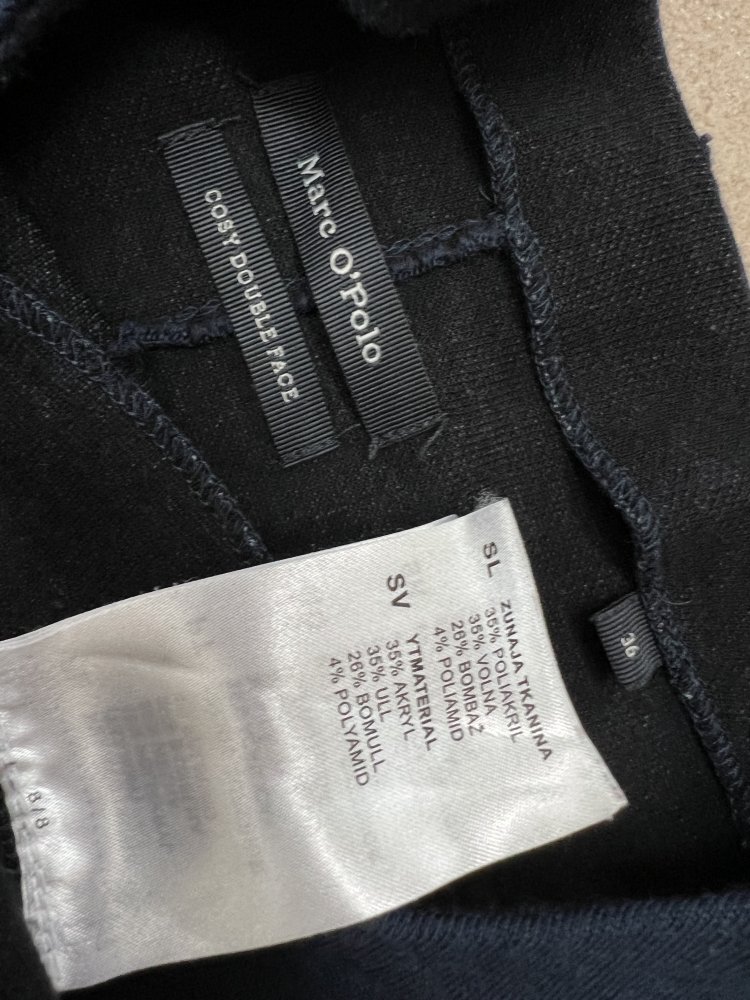 Marc O'Polo
COSY DOUBLE FACE
36
SL
ZUNAJA TKANINA
35% POLIAKRIL
35% VOLNA
26% BOMBAŽ
4% POLIAMID
SV
YTMATERIAL
35% AKRYL
35% ULL
26% BOMULL
4% POLYAMID
8/8